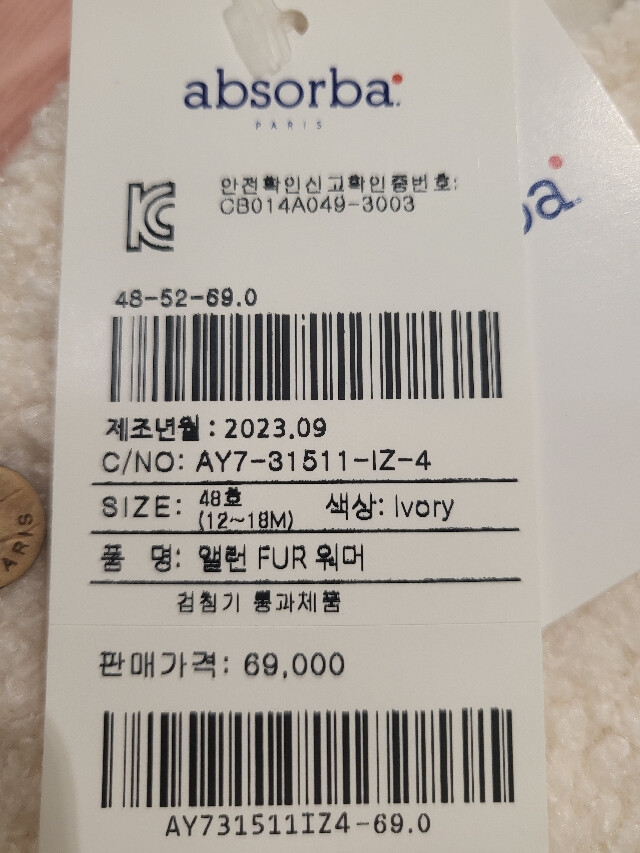 absorba.
PARIS
안전확인신고확인증번호:
CB014A049-3003
48-52-69.0
제조년월 : 2023.09
C/NO: AY7-31511-IZ-4
SIZE: 48호 (12~18M) 색상: Ivory
품 명: 앨런 FUR 워머
검침기 통과제품
판매가격: 69,000
AY731511IZ4-69.0
ba.
ARIS